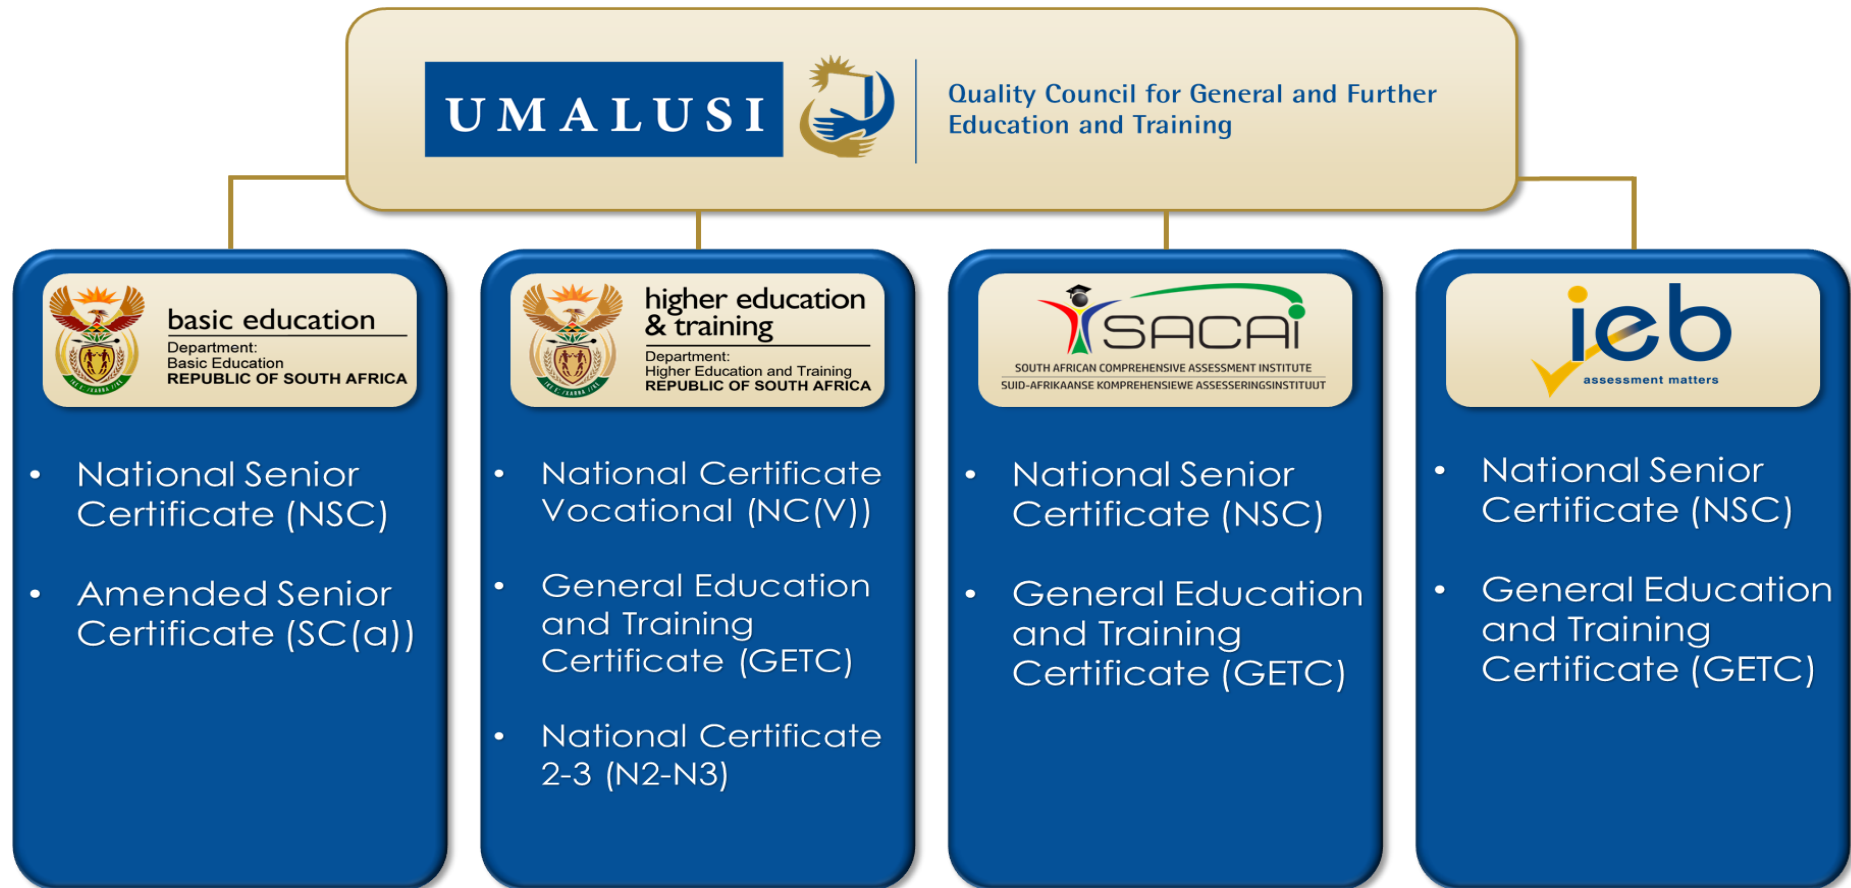 UMALUSI
Quality Council for General and Further
Education and Training
basic education
Department:
Basic Education
REPUBLIC OF SOUTH AFRICA
• National Senior
Certificate (NSC)
• Amended Senior
Certificate (SC(a))
higher education
& training
Department:
Higher Education and Training
REPUBLIC OF SOUTH AFRICA
• National Certificate
Vocational (NC(V))
• General Education
and Training
Certificate (GETC)
• National Certificate
2-3 (N2-N3)
SACAi
SOUTH AFRICAN COMPREHENSIVE ASSESSMENT INSTITUTE
SUID-AFRIKAANSE KOMPREHENSIEWE ASSESSERINGSINSTITUUT
• National Senior
Certificate (NSC)
• General Education
and Training
Certificate (GETC)
ieb
assessment matters
• National Senior
Certificate (NSC)
• General Education
and Training
Certificate (GETC)